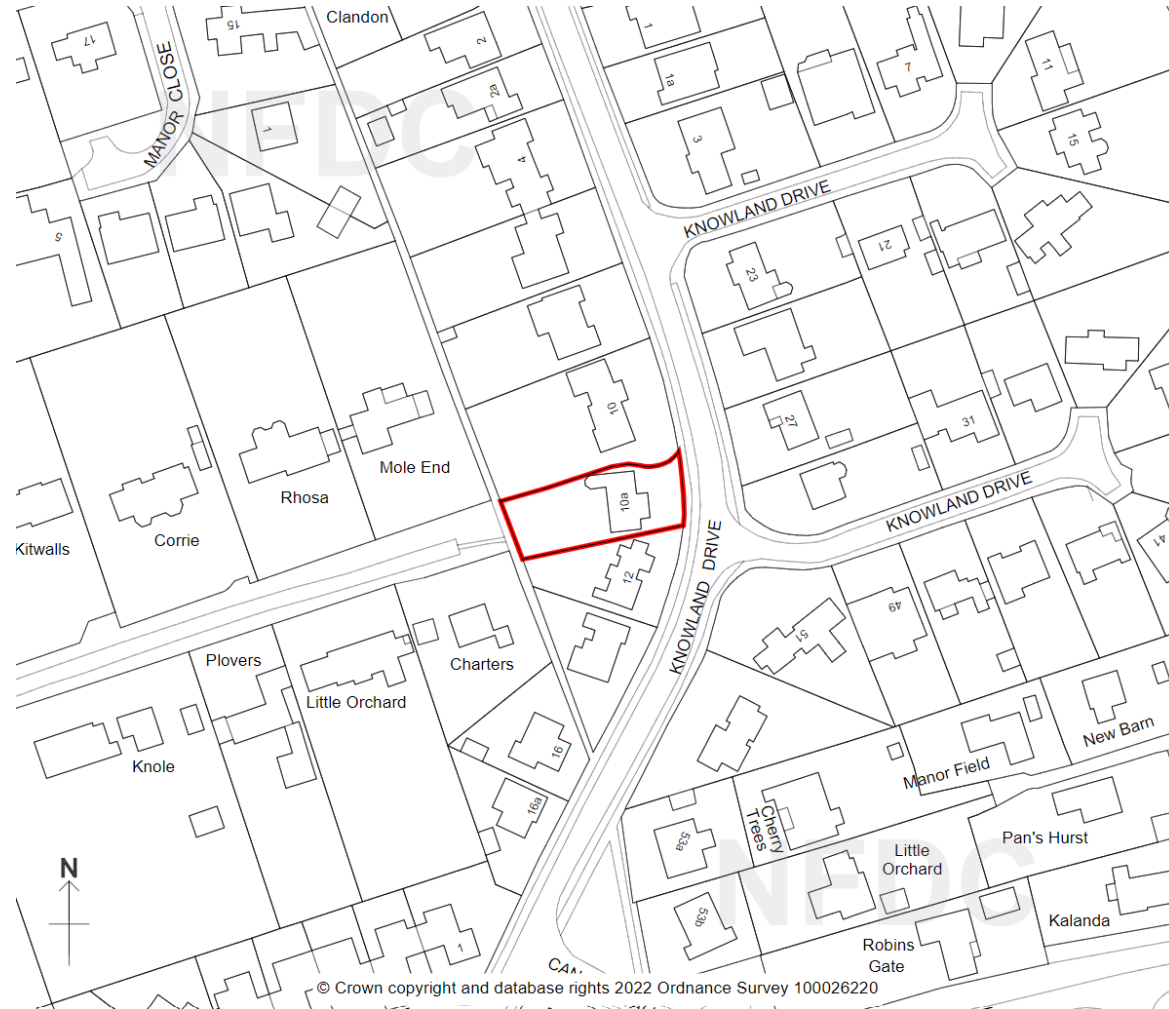 Clandon
17
15
MANOR CLOSE
1
5
2
2a
4
NFDC
1
1a
3
7
11
15
KNOWLAND DRIVE
21
23
10
27
31
KNOWLAND DRIVE
41
Mole End
Rhosa
Corrie
Kitwalls
10a
12
KNOWLAND DRIVE
49
51
Plovers
Charters
Little Orchard
Knole
16
16a
New Barn
Manor Field
Cherry
Trees
53a
Pan's Hurst
Little
Orchard
NFDC
53b
Kalanda
Robins
Gate
N
1
© Crown copyright and database rights 2022 Ordnance Survey 100026220